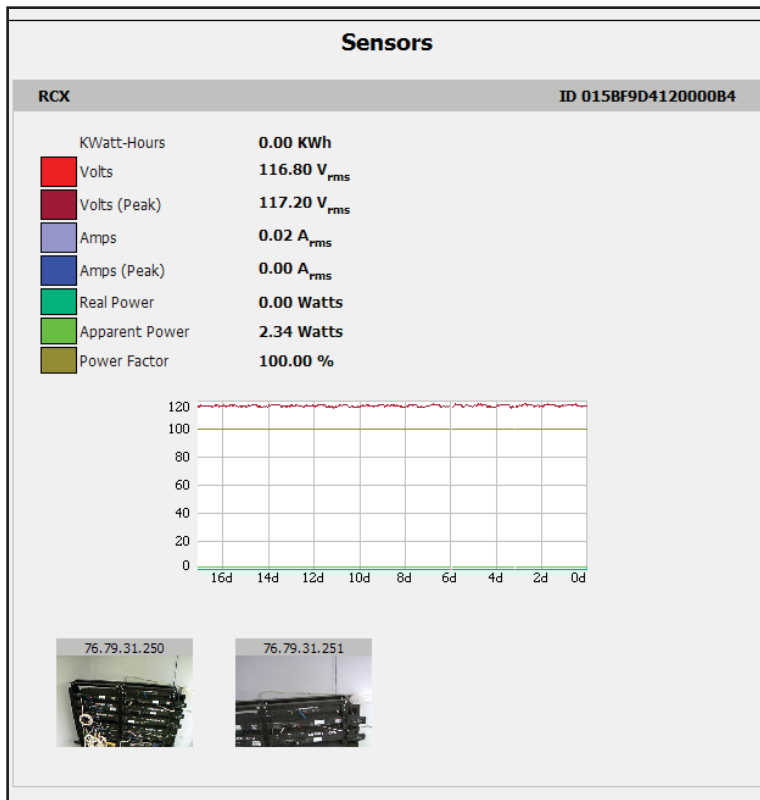 Sensors
RCX ID 015BF9D4120000B4
KWatt-Hours 0.00 KWh
Volts 116.80 Vrms
Volts (Peak) 117.20 Vrms
Amps 0.02 Arms
Amps (Peak) 0.00 Arms
Real Power 0.00 Watts
Apparent Power 2.34 Watts
Power Factor 100.00 %
120
100
80
60
40
20
0
16d 14d 12d 10d 8d 6d 4d 2d 0d
76.79.31.250 76.79.31.251